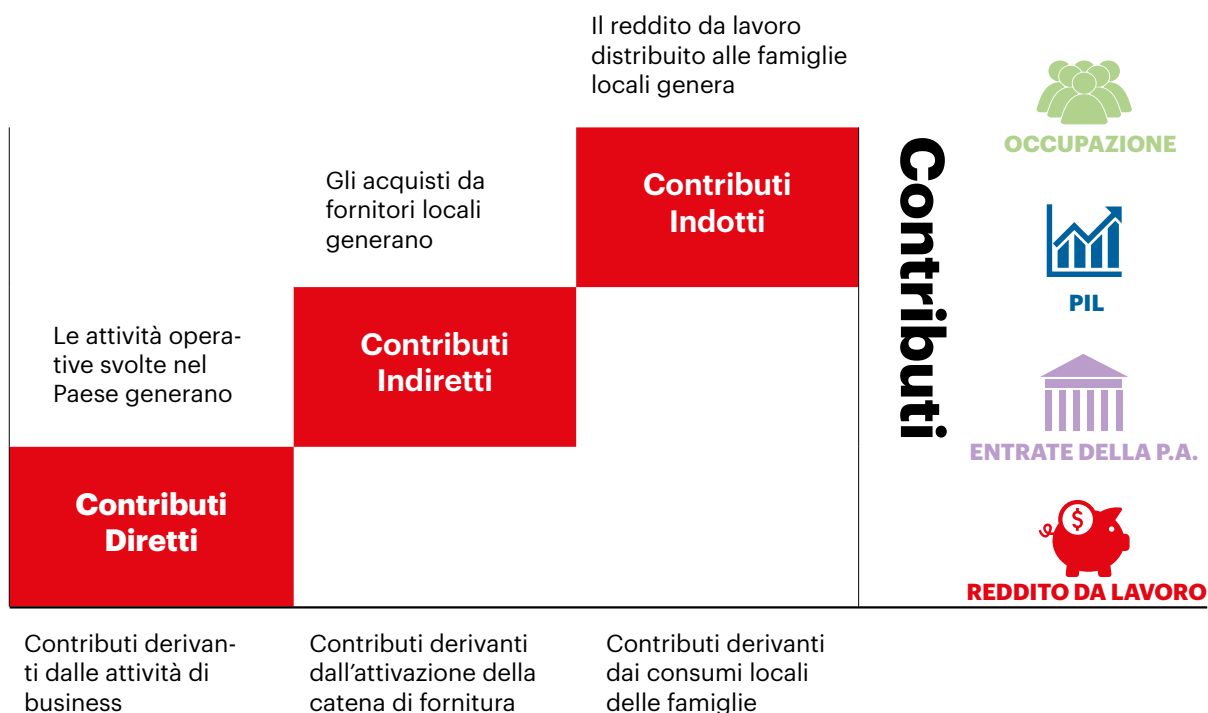 Il reddito da lavoro
distribuito alle famiglie
locali genera
Gli acquisti da
fornitori locali
generano
Le attività opera-
tive svolte nel
Paese generano
Contributi
Indotti
Contributi
Indiretti
Contributi
Diretti
Contributi
OCCUPAZIONE
PIL
ENTRATE DELLA P.A.
$
REDDITO DA LAVORO
Contributi derivan-
ti dalle attività di
business
Contributi derivanti
dall’attivazione della
catena di fornitura
Contributi derivanti
dai consumi locali
delle famiglie